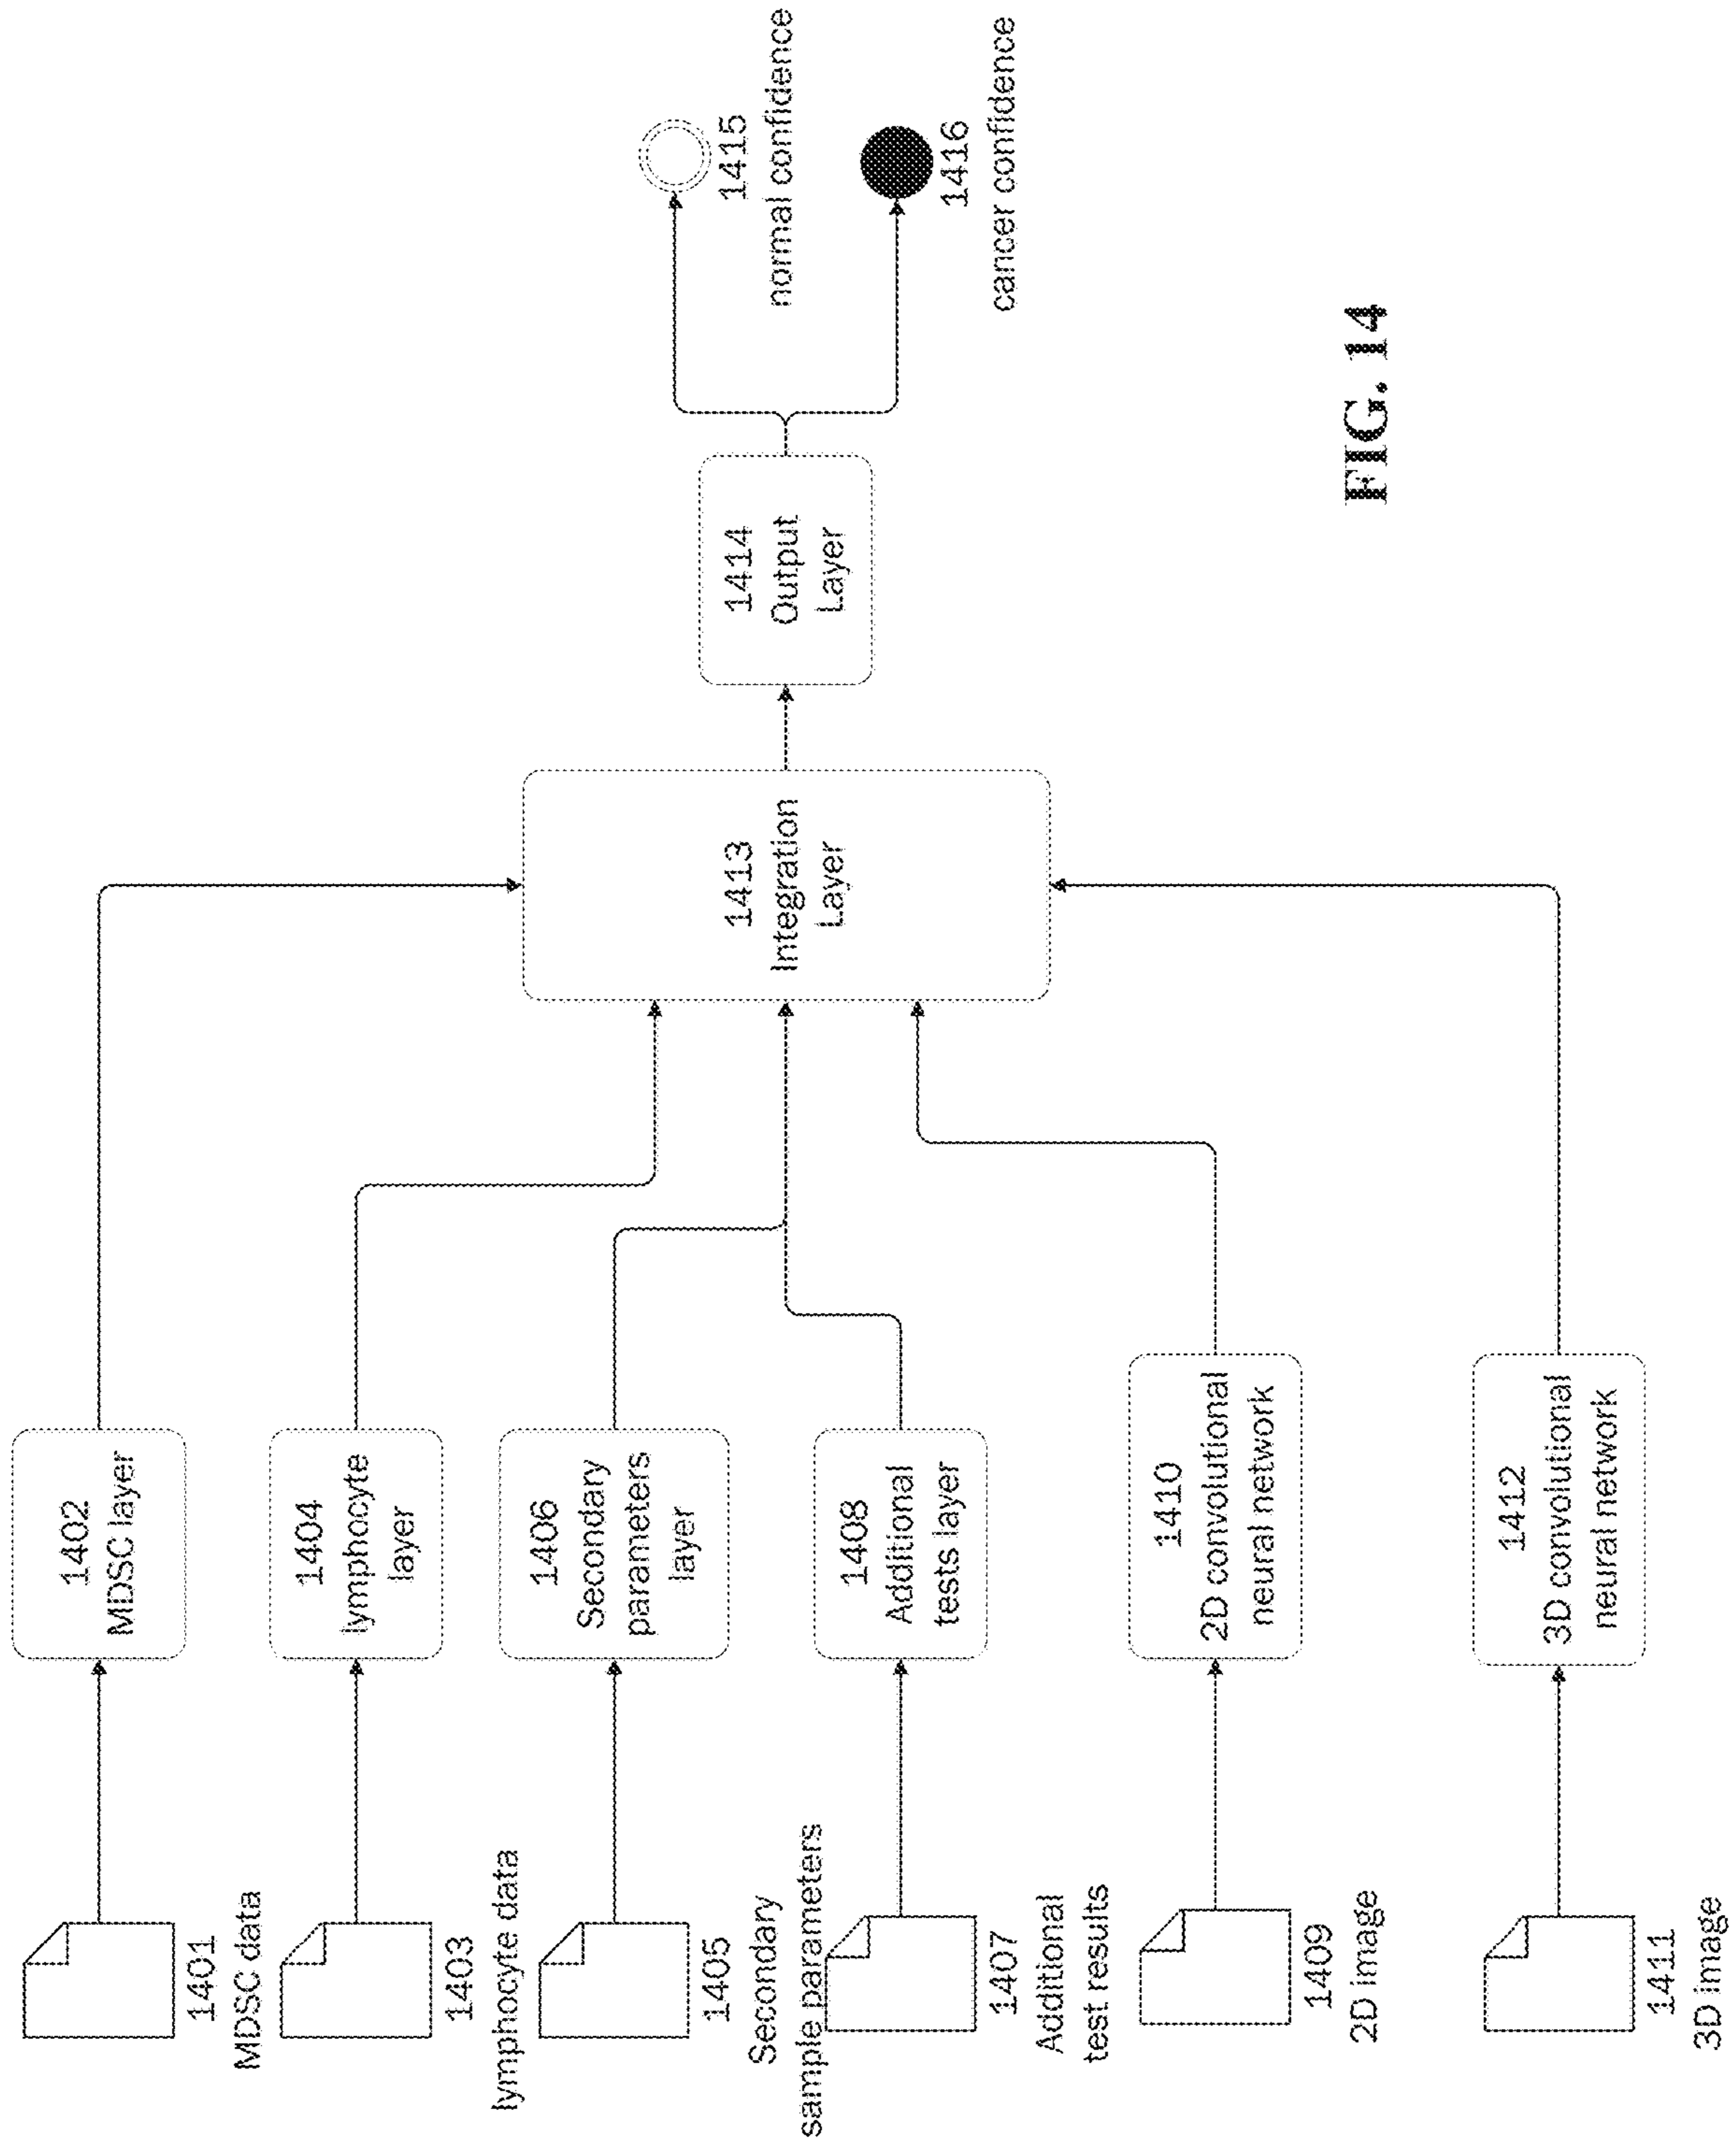 1401
MDSC data
1402
MDSC layer
1403
lymphocyte data
1404
lymphocyte
layer
1405
Secondary
sample parameters
1406
Secondary
parameters
layer
1407
Additional
test results
1408
Additional
tests layer
1409
2D image
1410
2D convolutional
neural network
1411
3D image
1412
3D convolutional
neural network
1413
Integration
Layer
1414
Output
Layer
1415
normal confidence
1416
cancer confidence
FIG. 14